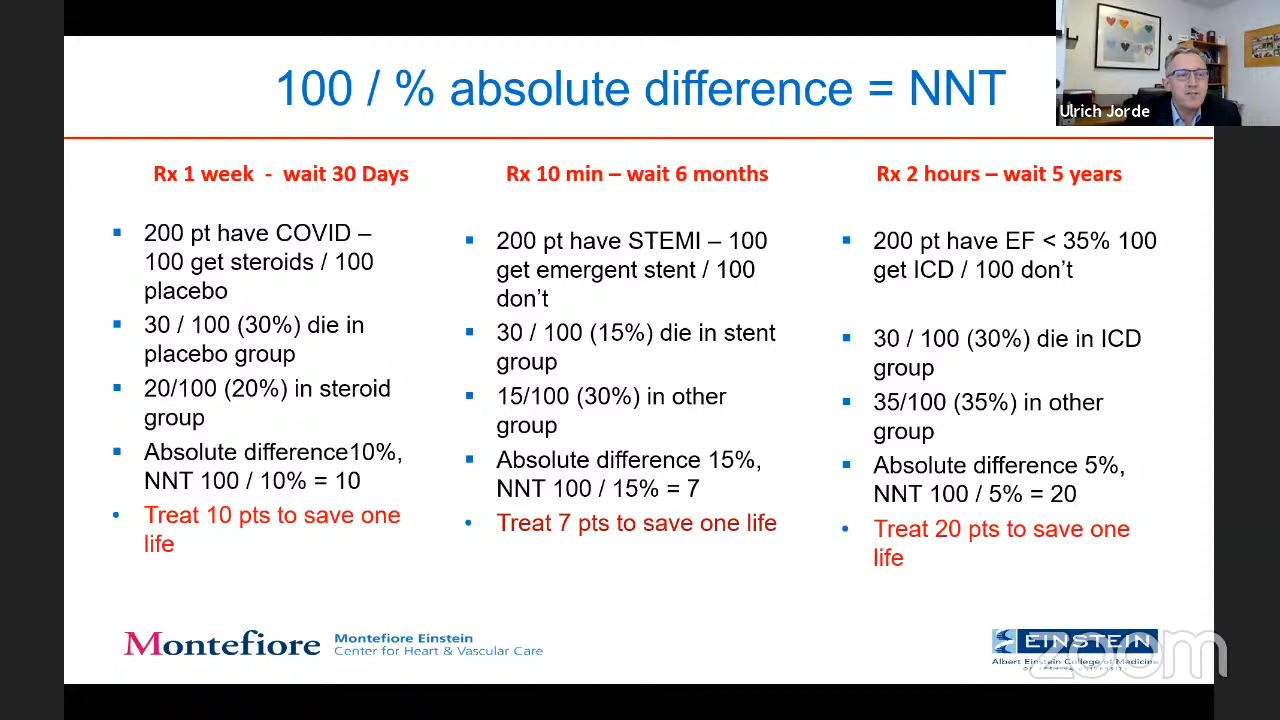 100 / % absolute difference = NNT
Ulrich Jorde
Rx 1 week - wait 30 Days
▪ 200 pt have COVID –
100 get steroids / 100
placebo
▪ 30 / 100 (30%) die in
placebo group
▪ 20/100 (20%) in steroid
group
▪ Absolute difference10%,
NNT 100 / 10% = 10
• Treat 10 pts to save one
life
Rx 10 min – wait 6 months
▪ 200 pt have STEMI – 100
get emergent stent / 100
don’t
▪ 30 / 100 (15%) die in stent
group
▪ 15/100 (30%) in other
group
▪ Absolute difference 15%,
NNT 100 / 15% = 7
• Treat 7 pts to save one life
Rx 2 hours – wait 5 years
▪ 200 pt have EF < 35% 100
get ICD / 100 don’t
▪ 30 / 100 (30%) die in ICD
group
▪ 35/100 (35%) in other
group
▪ Absolute difference 5%,
NNT 100 / 5% = 20
• Treat 20 pts to save one
life
Montefiore
Montefiore Einstein
Center for Heart & Vascular Care
EINSTEIN
Albert Einstein College of Medicine
zoom